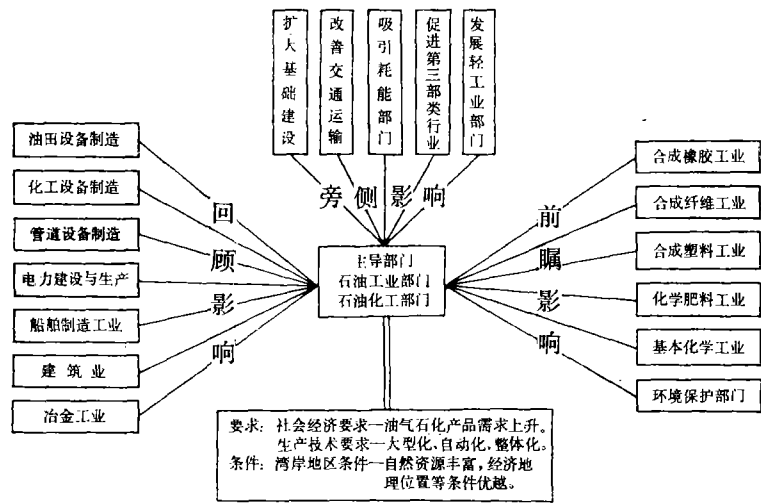 扩大基础建设
改善交通运输
吸引耗能部门
促进第三部类行业
发展轻工业部门
旁侧影响
油田设备制造
化工设备制造
管道设备制造
电力建设与生产
船舶制造工业
建筑业
冶金工业
回顾影响
主导部门
石油工业部门
石油化工部门
前瞩影响
合成橡胶工业
合成纤维工业
合成塑料工业
化学肥料工业
基本化学工业
环境保护部门
要求：社会经济要求—油气石化产品需求上升。
生产技术要求—大型化、自动化、整体化。
条件：湾岸地区条件—自然资源丰富，经济地
理位置等条件优越。